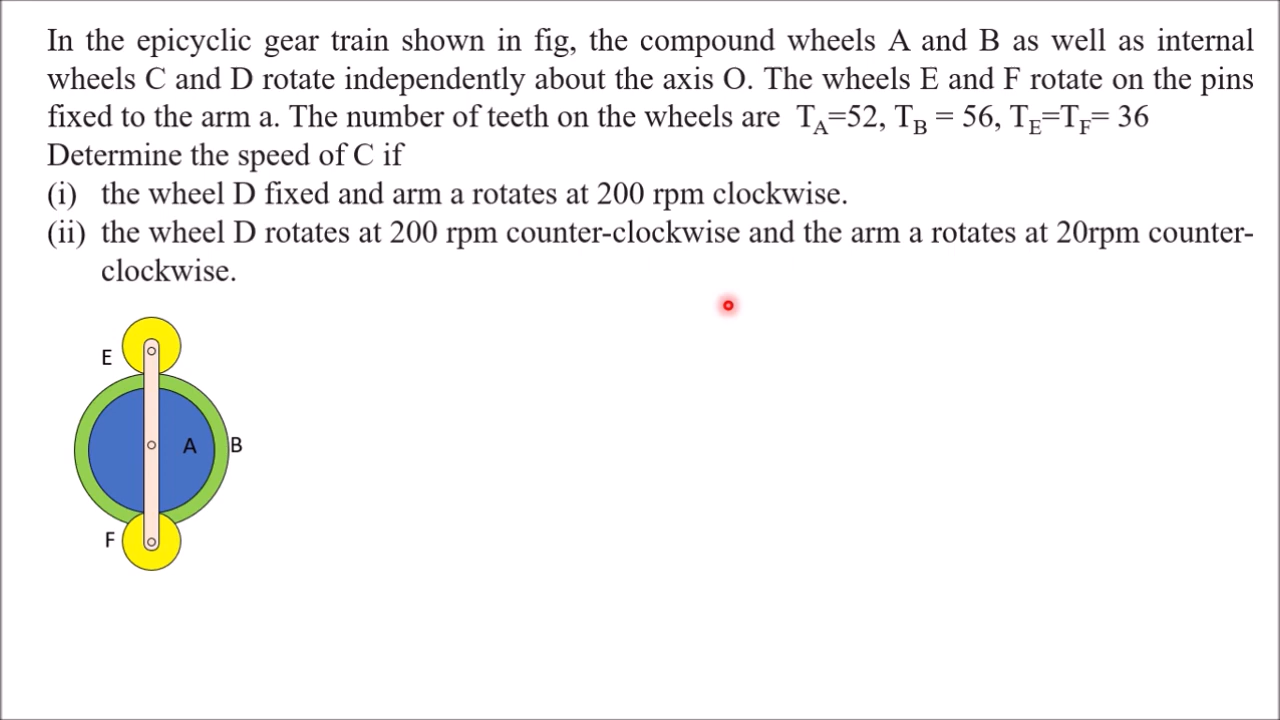 In the epicyclic gear train shown in fig, the compound wheels A and B as well as internal
wheels C and D rotate independently about the axis O. The wheels E and F rotate on the pins
fixed to the arm a. The number of teeth on the wheels are T_A=52, T_B = 56, T_E=T_F= 36
Determine the speed of C if
(i) the wheel D fixed and arm a rotates at 200 rpm clockwise.
(ii) the wheel D rotates at 200 rpm counter-clockwise and the arm a rotates at 20rpm counter-
clockwise.
E
A
B
F